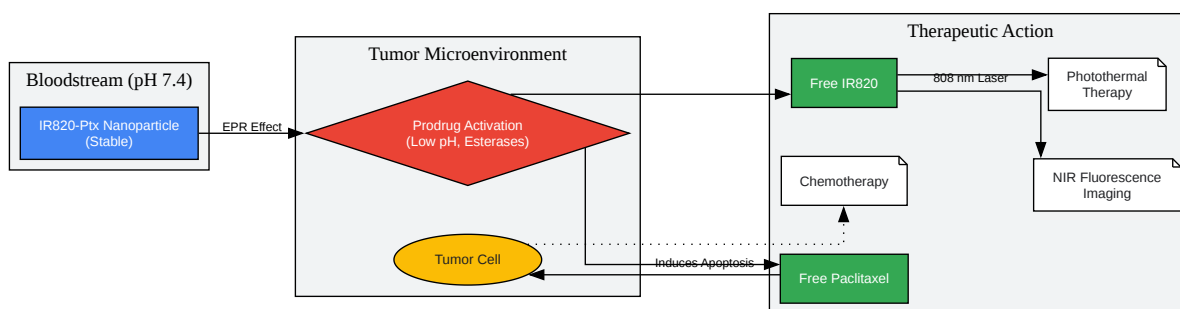 Bloodstream (pH 7.4)
IR820-Ptx Nanoparticle
(Stable)
EPR Effect
Tumor Microenvironment
Prodrug Activation
(Low pH, Esterases)
Tumor Cell
Induces Apoptosis
Therapeutic Action
Free IR820
808 nm Laser
Photothermal
Therapy
NIR Fluorescence
Imaging
Chemotherapy
Free Paclitaxel